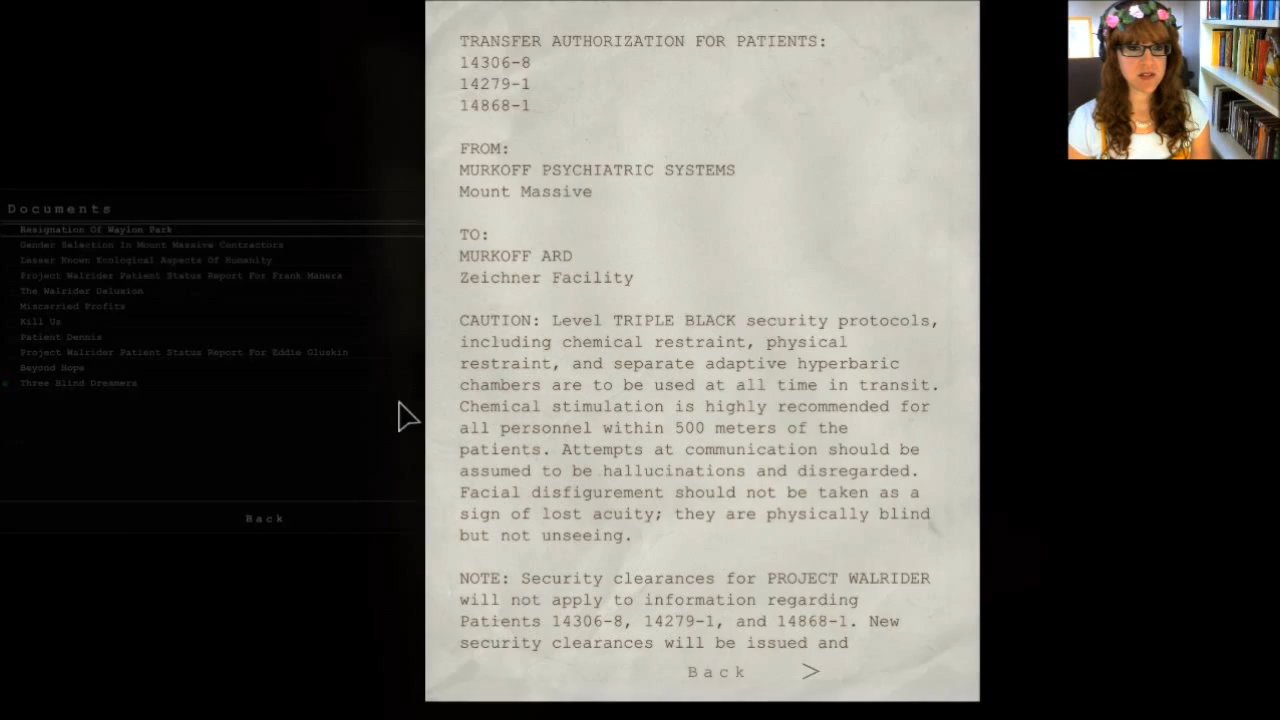 Documents
Resignation Of Waylon Park
Gender Selection In Mount Massive Contractors
Lesser Known Ecological Aspects Of Humanity
Project Walrider Patient Status Report For Frank Manera
The Walrider Delusion
Miscarried Profits
Kill Us
Patient Dennis
Project Walrider Patient Status Report For Eddie Gluskin
Beyond Hope
Three Blind Dreamers
Back
TRANSFER AUTHORIZATION FOR PATIENTS:
14306-8
14279-1
14868-1
FROM:
MURKOFF PSYCHIATRIC SYSTEMS
Mount Massive
TO:
MURKOFF ARD
Zeichner Facility
CAUTION: Level TRIPLE BLACK security protocols,
including chemical restraint, physical
restraint, and separate adaptive hyperbaric
chambers are to be used at all time in transit.
Chemical stimulation is highly recommended for
all personnel within 500 meters of the
patients. Attempts at communication should be
assumed to be hallucinations and disregarded.
Facial disfigurement should not be taken as a
sign of lost acuity; they are physically blind
but not unseeing.
NOTE: Security clearances for PROJECT WALRIDER
will not apply to information regarding
Patients 14306-8, 14279-1, and 14868-1. New
security clearances will be issued and
Back >